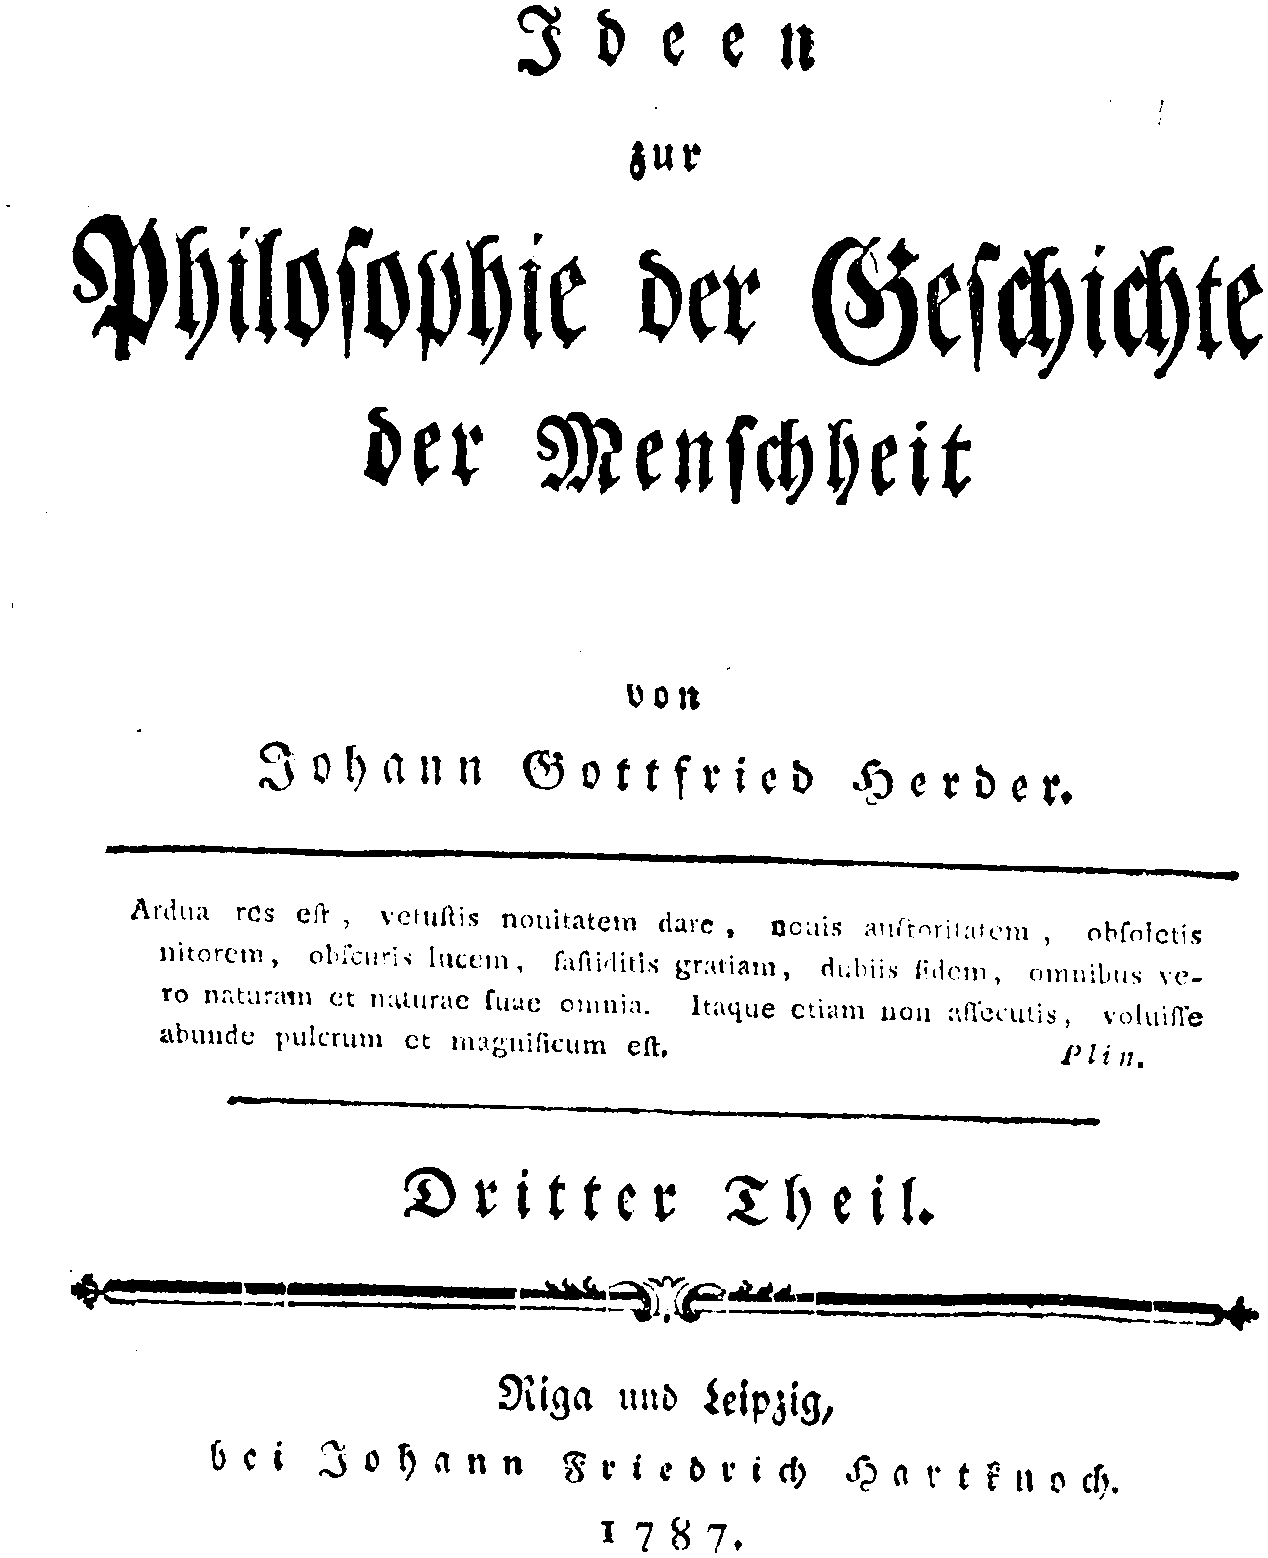 Ideen
zur
Philoſophie der Geſchichte
der Menſchheit
von
Johann Gottfried Herder.
Ardua res eſt, vetuſtis nouitatem dare, nouis auctoritatem, obſoletis
nitorem, obſcuris lucem, faſtiditis gratiam, dubiis fidem, omnibus ve-
ro naturam et naturae ſuae omnia. Itaque etiam non aſſecutis, voluiſſe
abunde pulcrum et magnificum eſt.
Plin.
Dritter Theil.
Riga und Leipzig,
bei Johann Friedrich Hartknoch.
1787.